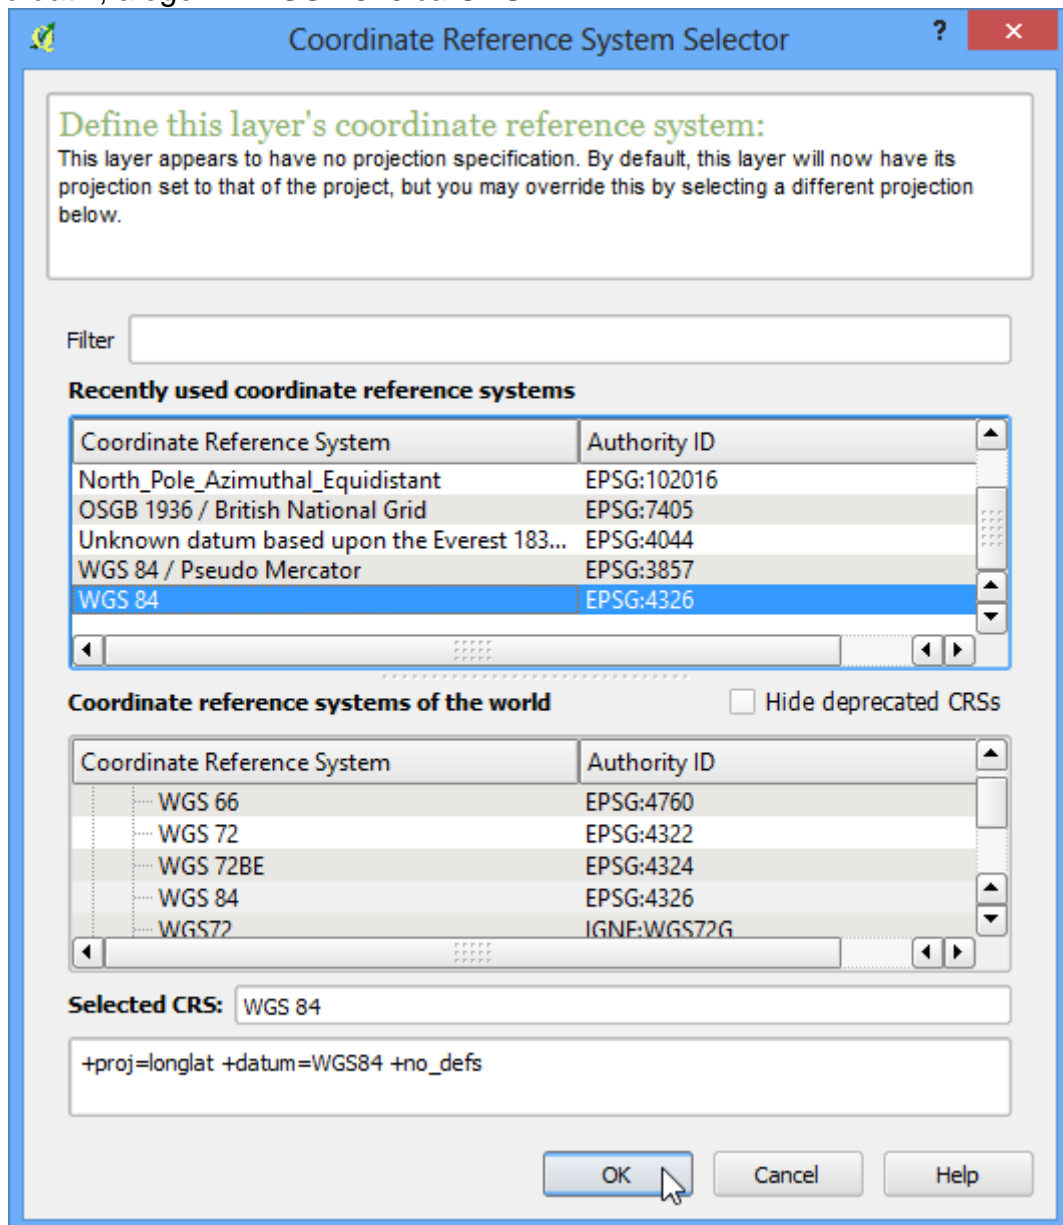 Coordinate Reference System Selector
?
Define this layer's coordinate reference system:
This layer appears to have no projection specification. By default, this layer will now have its
projection set to that of the project, but you may override this by selecting a different projection
below.
Filter
Recently used coordinate reference systems
Coordinate Reference System Authority ID
North_Pole_Azimuthal_Equidistant EPSG:102016
OSGB 1936 / British National Grid EPSG:7405
Unknown datum based upon the Everest 183... EPSG:4044
WGS 84 / Pseudo Mercator EPSG:3857
WGS 84 EPSG:4326
Coordinate reference systems of the world Hide deprecated CRSs
Coordinate Reference System Authority ID
WGS 66 EPSG:4760
WGS 72 EPSG:4322
WGS 72BE EPSG:4324
WGS 84 EPSG:4326
WGS72 IGNF:WGS72G
Selected CRS: WGS 84
+proj=longlat +datum=WGS84 +no_defs
OK Cancel Help